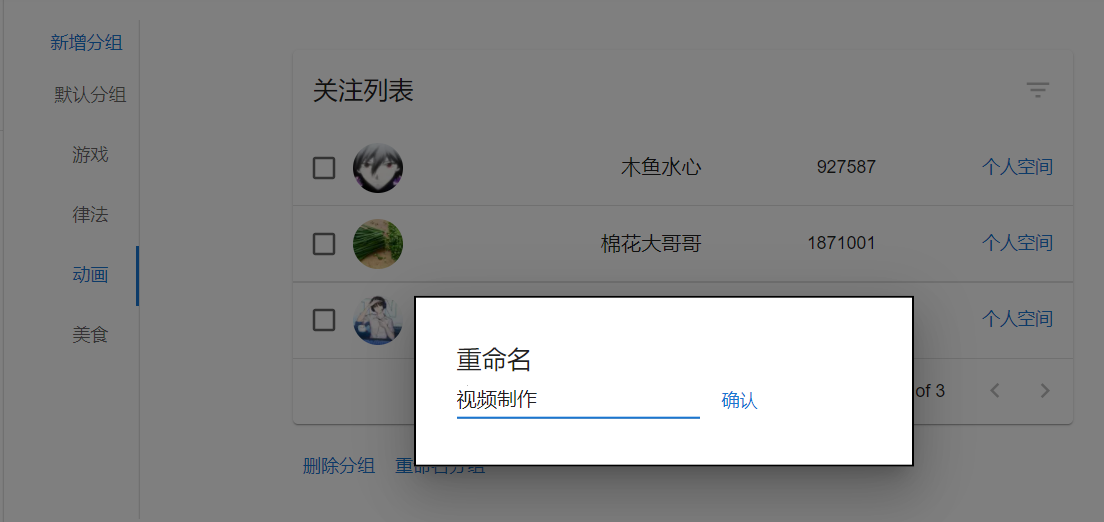 新增分组
默认分组
游戏
律法
动画
美食
关注列表
木鱼水心 927587 个人空间
棉花大哥哥 1871001 个人空间
个人空间
重命名
视频制作 确认
of 3
删除分组 重命名分组